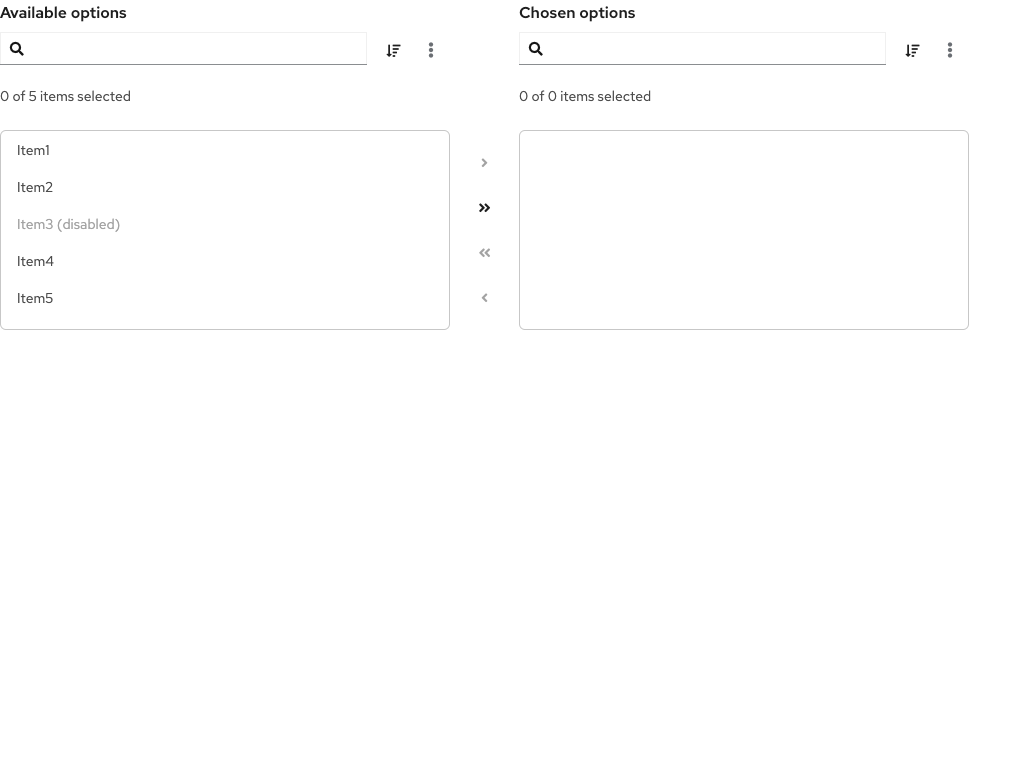 Available options
0 of 5 items selected
Item1
Item2
Item3 (disabled)
Item4
Item5
Chosen options
0 of 0 items selected